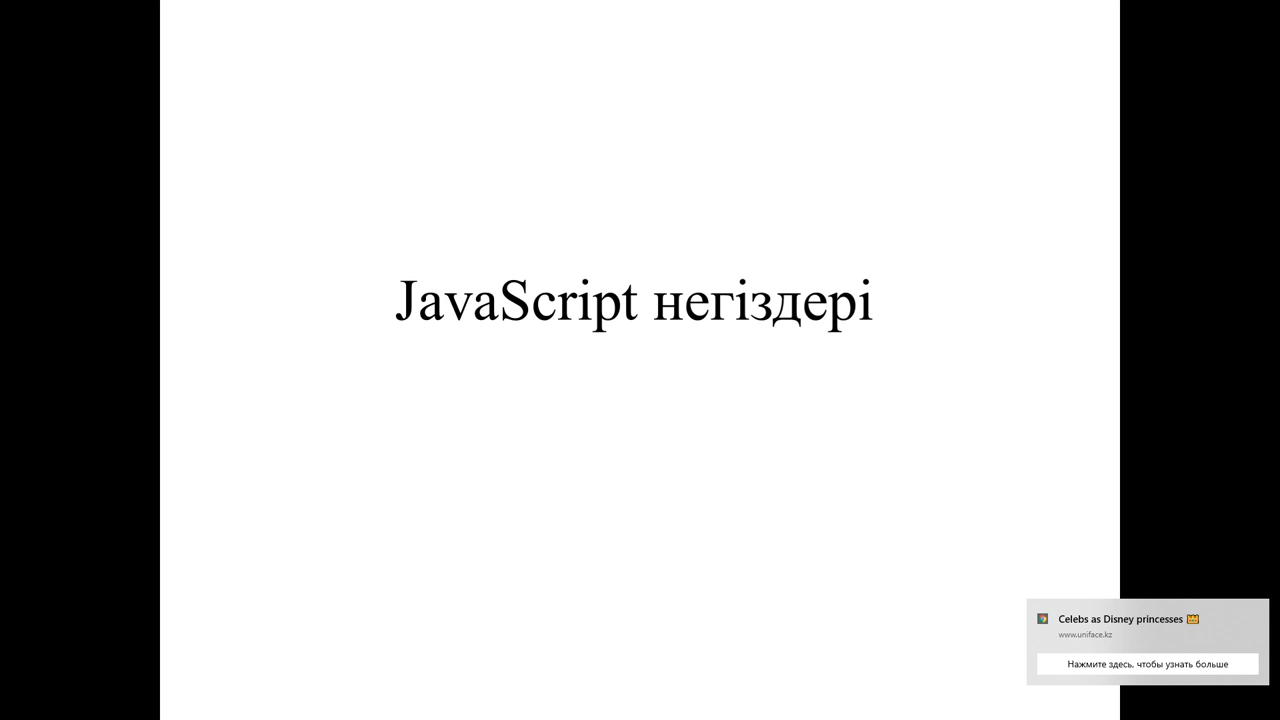 JavaScript негіздері
Celebs as Disney princesses 👑
www.uniface.kz
Нажмите здесь, чтобы узнать больше